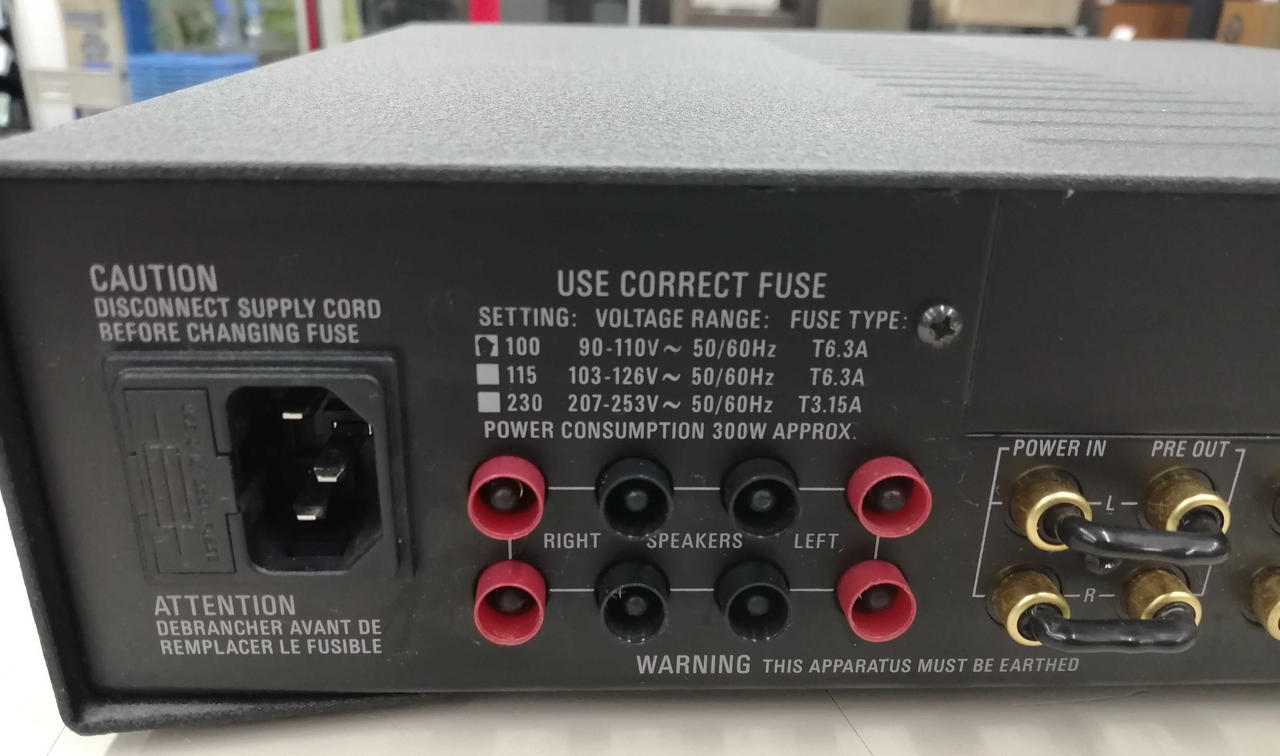 CAUTION
DISCONNECT SUPPLY CORD
BEFORE CHANGING FUSE
USE CORRECT FUSE
SETTING: VOLTAGE RANGE: FUSE TYPE:
100 90-110V~ 50/60Hz T6.3A
115 103-126V~ 50/60Hz T6.3A
230 207-253V~ 50/60Hz T3.15A
POWER CONSUMPTION 300W APPROX.
POWER IN PRE OUT
L
RIGHT SPEAKERS LEFT
R
ATTENTION
DEBRANCHER AVANT DE
REMPLACER LE FUSIBLE
WARNING THIS APPARATUS MUST BE EARTHED